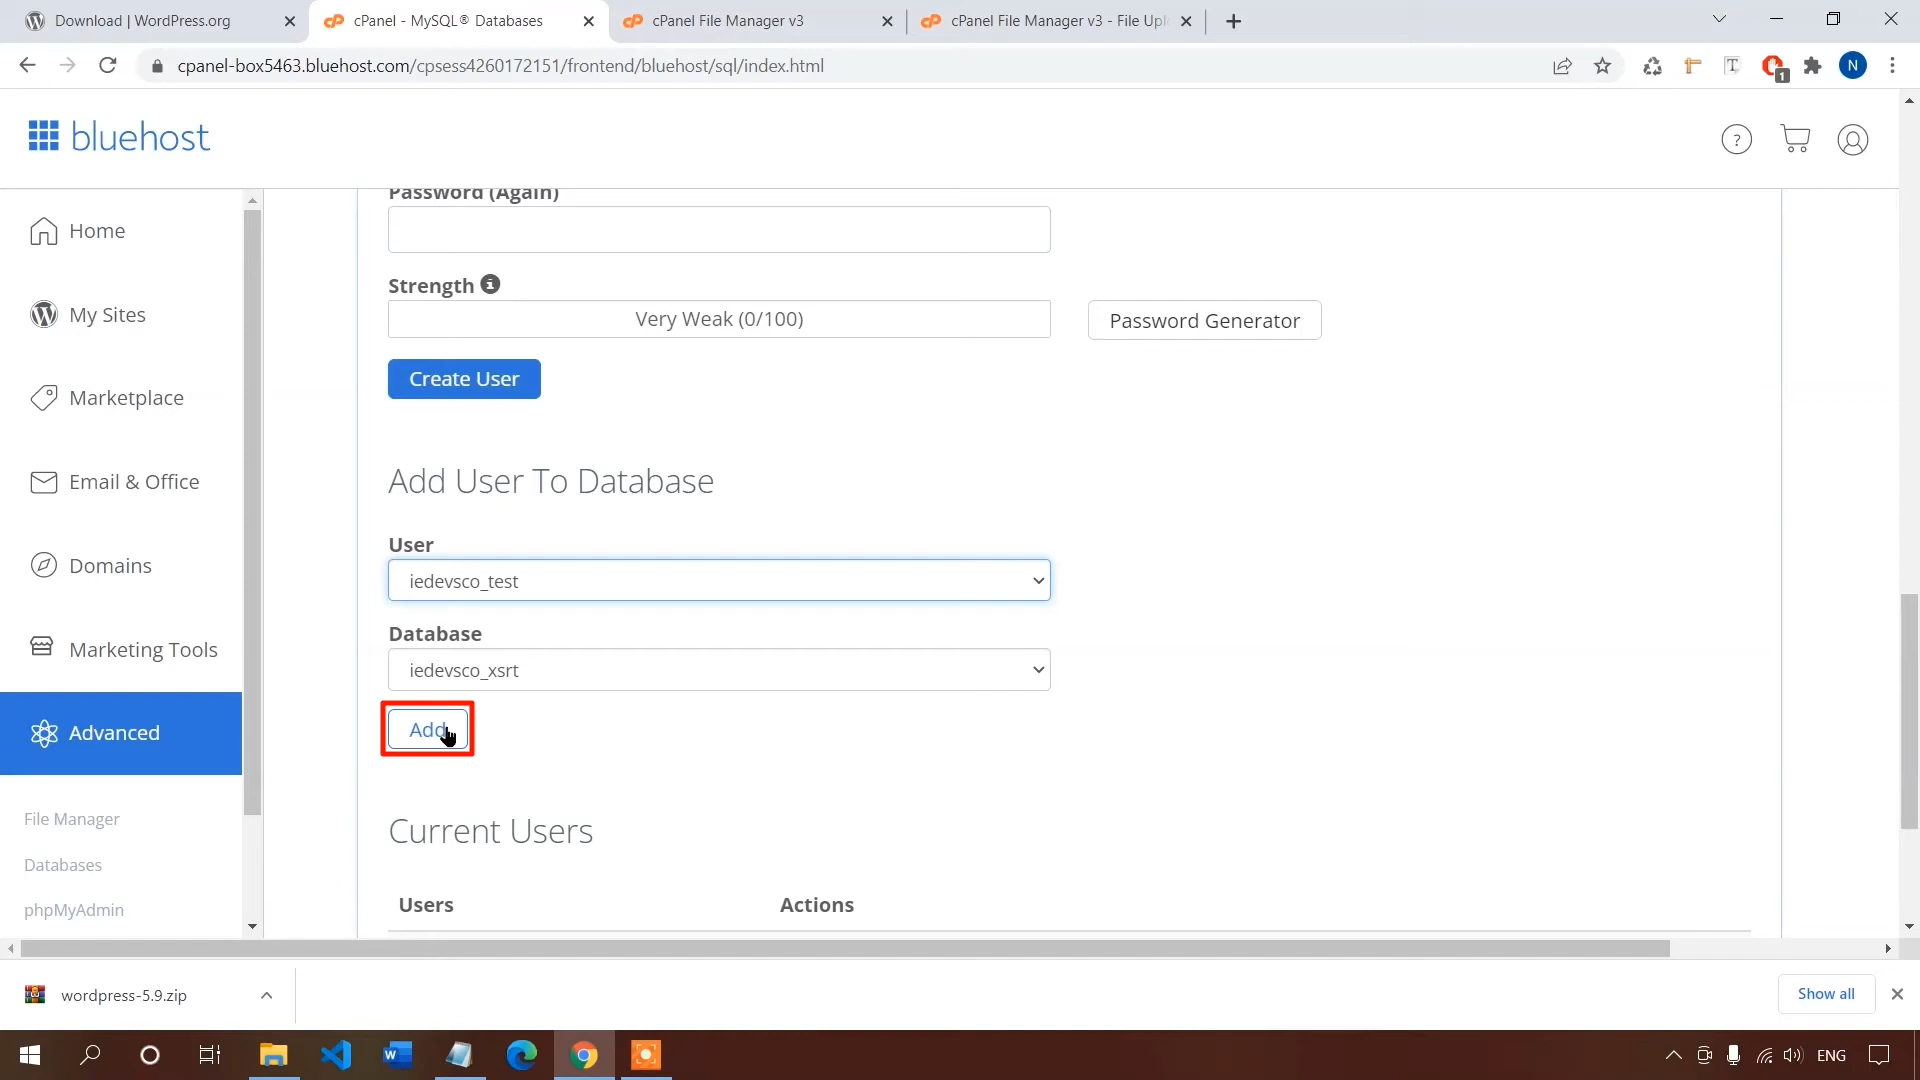 Download | WordPress.org
cPanel - MySQL® Databases
cPanel File Manager v3
cPanel File Manager v3 - File Upl
cpanel-box5463.bluehost.com/cpsess4260172151/frontend/bluehost/sql/index.html
1
N
bluehost
?
Home
My Sites
Marketplace
Email & Office
Domains
Marketing Tools
Advanced
File Manager
Databases
phpMyAdmin
Password (Again)
Strength
Very Weak (0/100)
Password Generator
Create User
Add User To Database
User
iedevsco_test
Database
iedevsco_xsrt
Add
Current Users
Users Actions
wordpress-5.9.zip
Show all
ENG